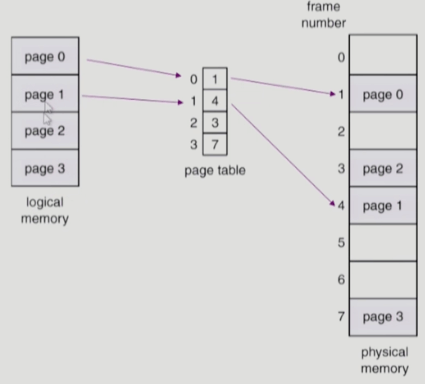 frame
number
page 0
page 1
page 2
page 3
logical
memory
0 1
1 4
2 3
3 7
page table
0
1 page 0
2
3 page 2
4 page 1
5
6
7 page 3
physical
memory